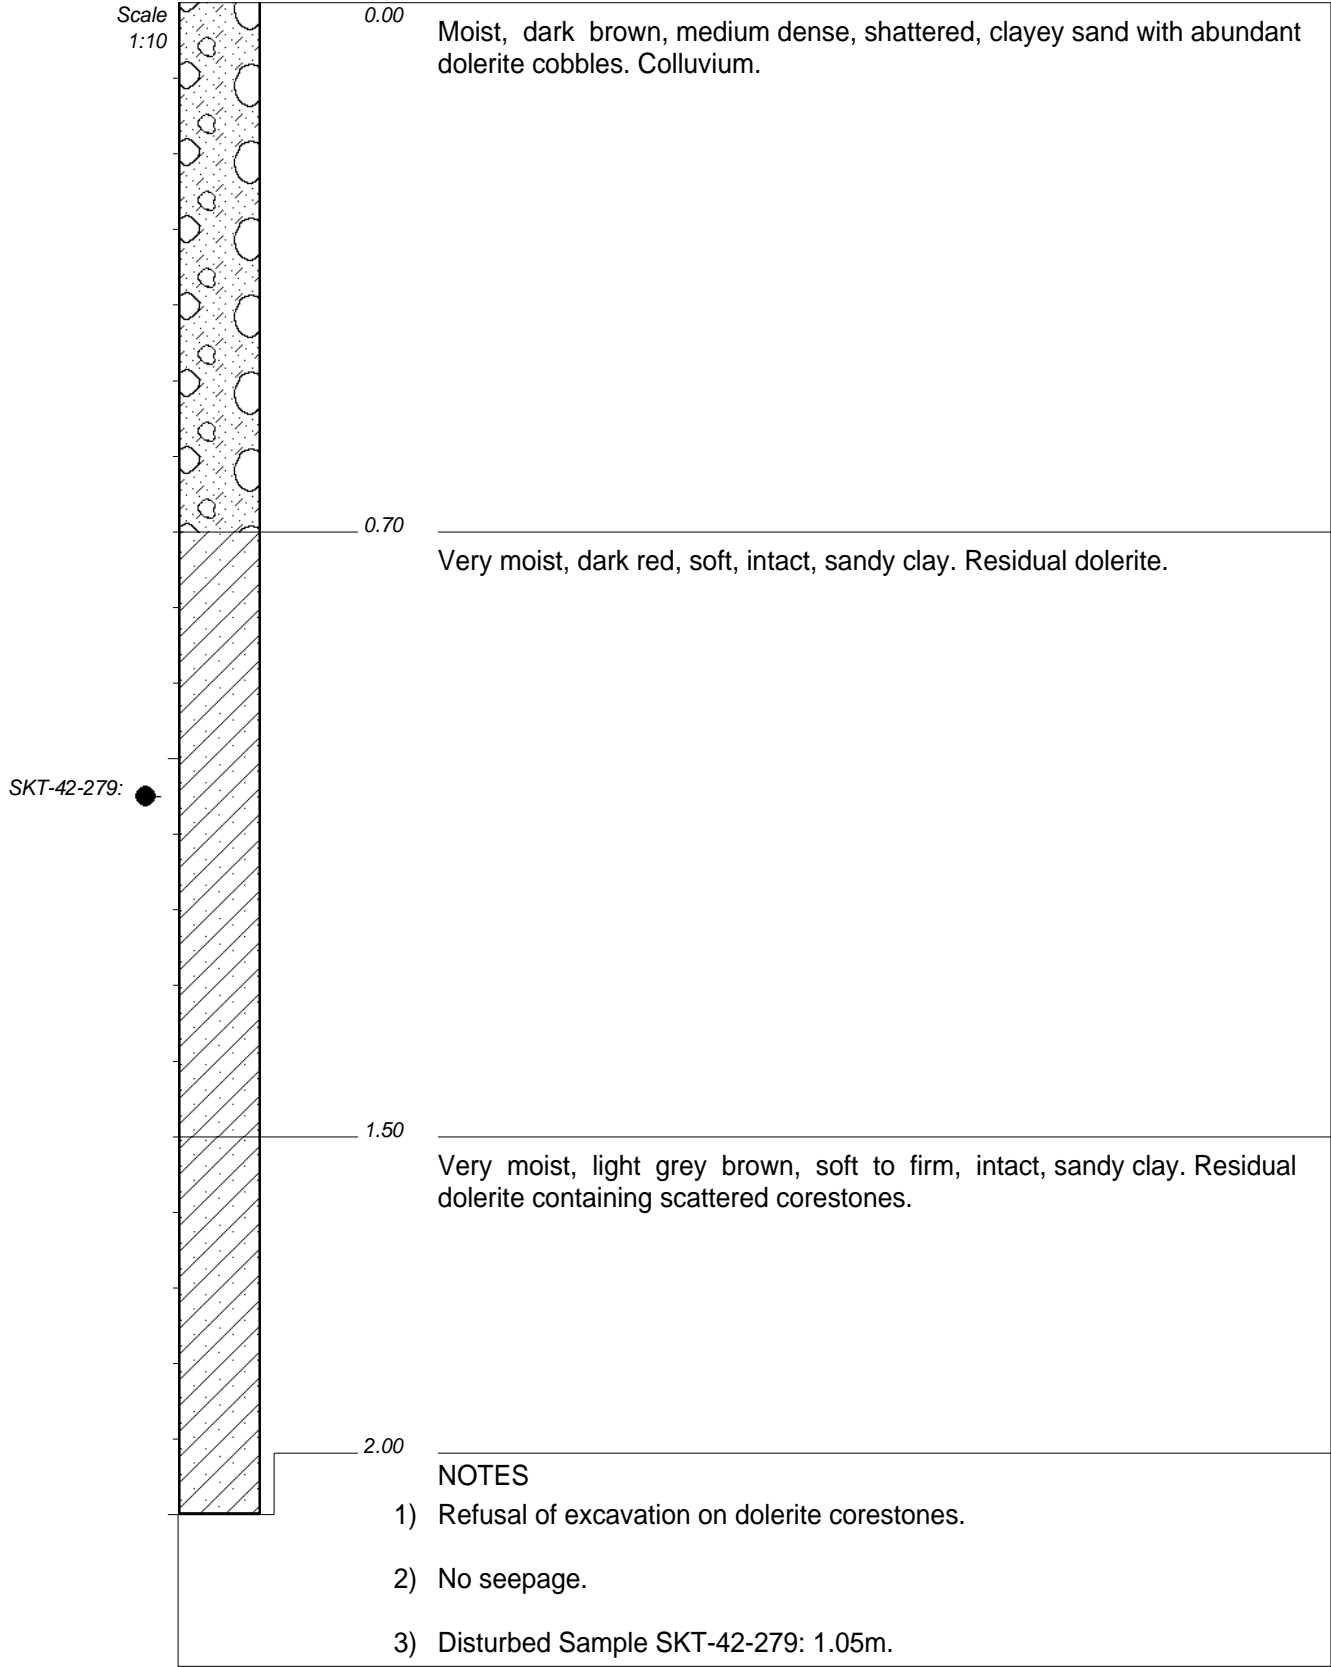 Scale
1:10
0.00
Moist, dark brown, medium dense, shattered, clayey sand with abundant
dolerite cobbles. Colluvium.
0.70
Very moist, dark red, soft, intact, sandy clay. Residual dolerite.
SKT-42-279:
1.50
Very moist, light grey brown, soft to firm, intact, sandy clay. Residual
dolerite containing scattered corestones.
2.00
NOTES
1) Refusal of excavation on dolerite corestones.
2) No seepage.
3) Disturbed Sample SKT-42-279: 1.05m.